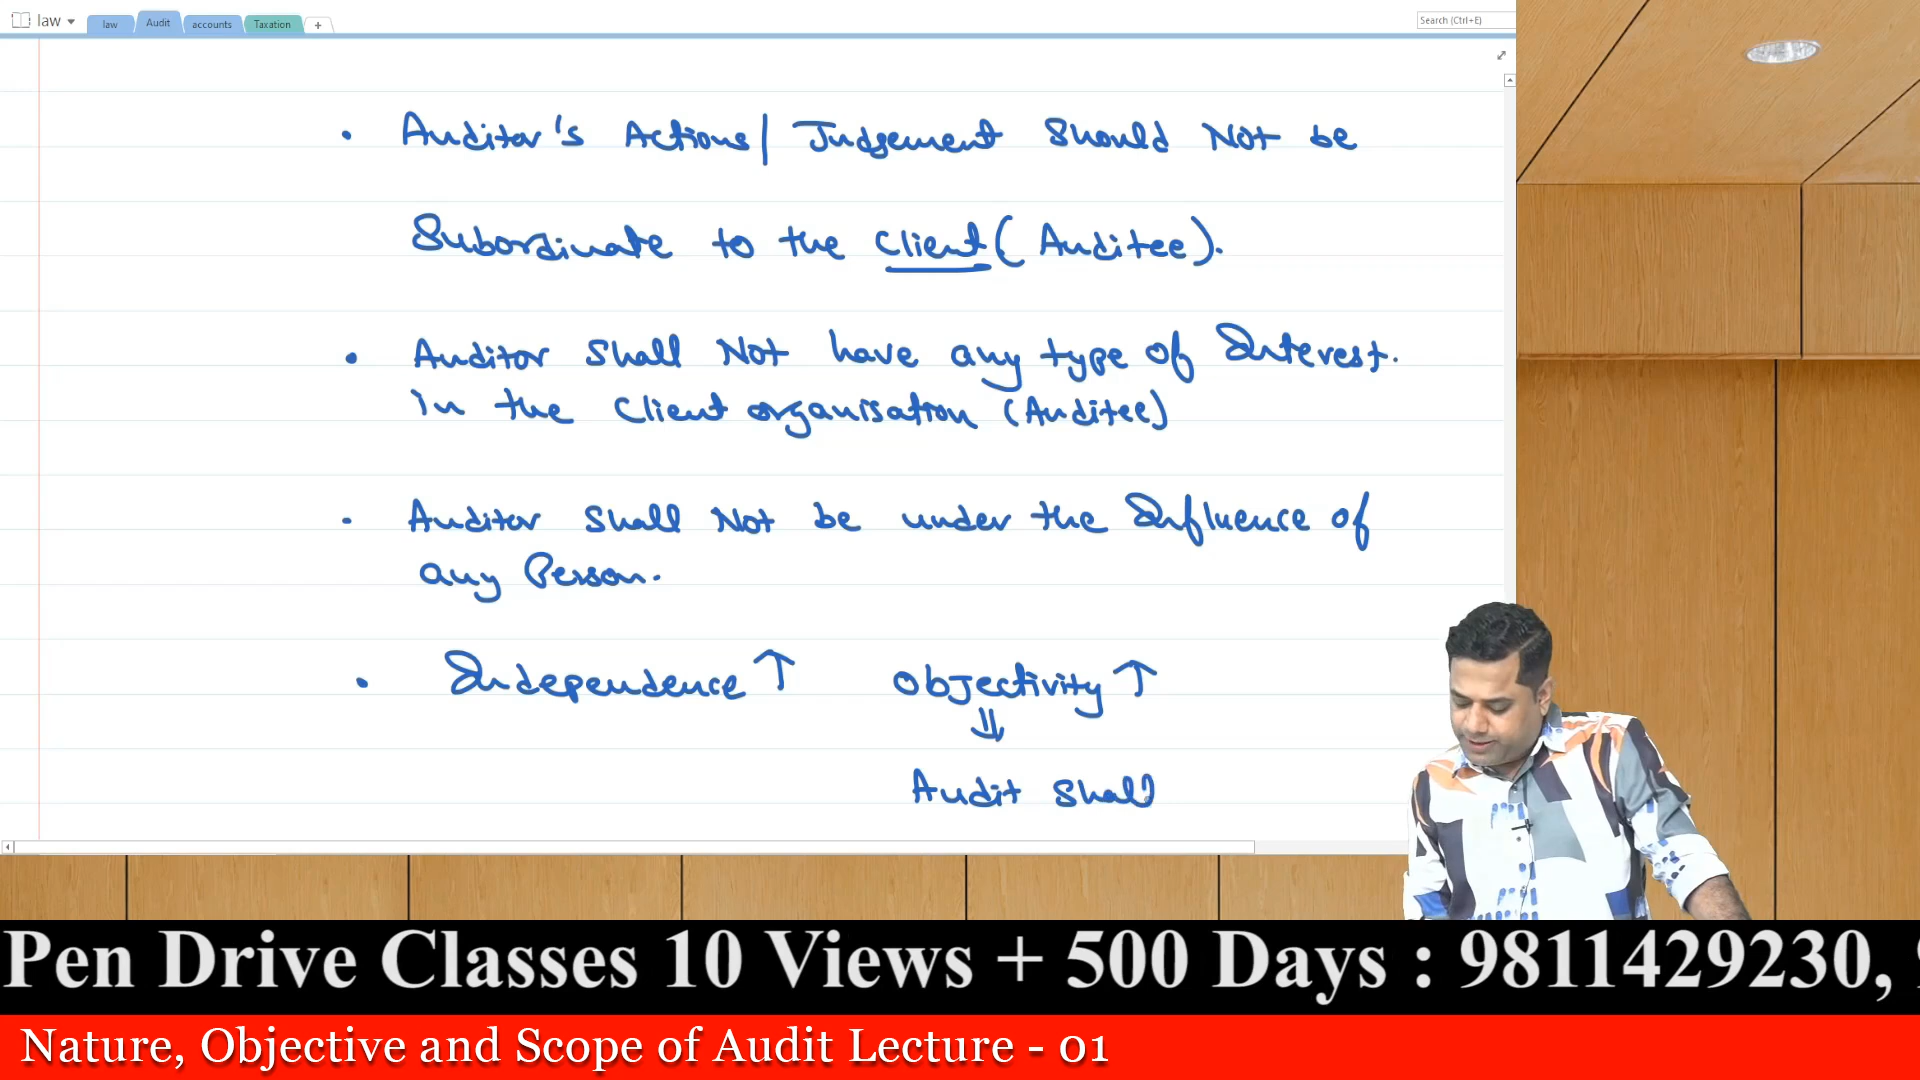 law
law Audit accounts Taxation +
Search (Ctrl+E)
• Auditor's Actions| Judgement Should Not be
Subordinate to the Client (Auditee).
• Auditor Shall Not have any type of Interest.
in the Client organisation (Auditee)
• Auditor Shall Not be under the Influence of
any Person.
• Independence ↑ Objectivity ↑
⇓
Audit Shall
Pen Drive Classes 10 Views + 500 Days : 9811429230,
Nature, Objective and Scope of Audit Lecture - 01